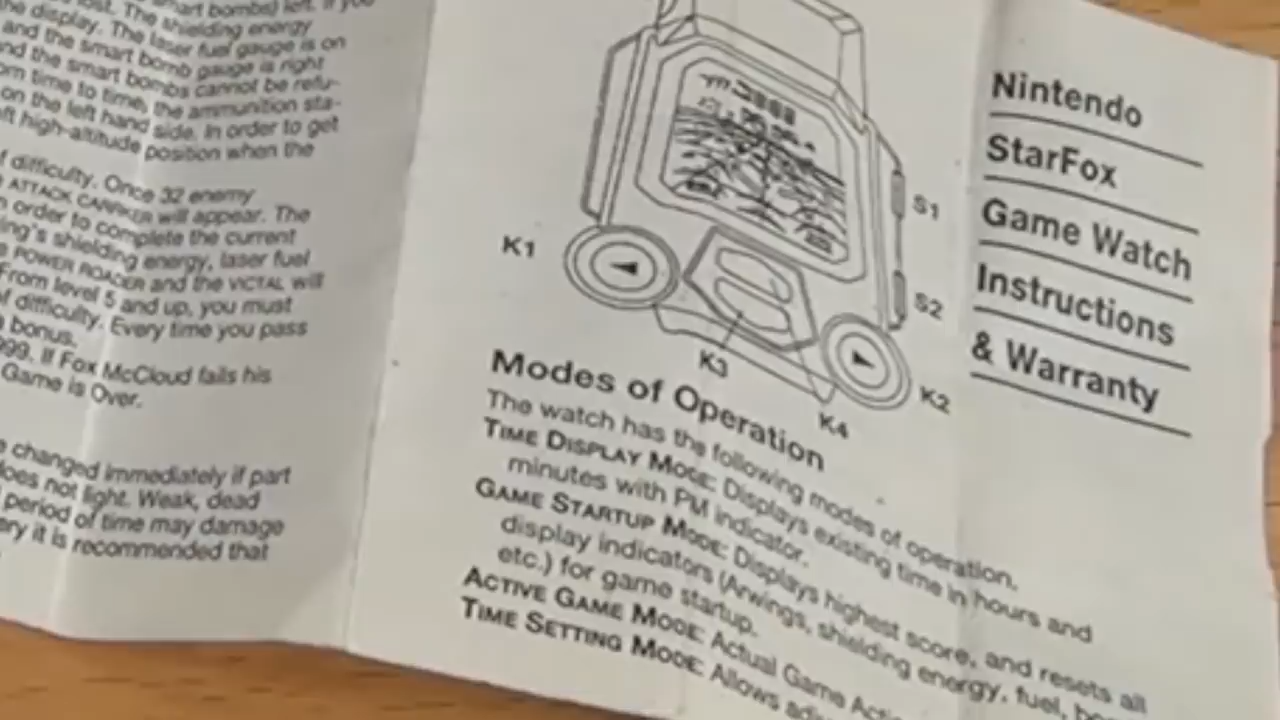 lost. The shielding energy
smart bombs) left. If you
the display. The laser fuel gauge is on
and the smart bomb gauge is right
and the smart bombs cannot be refu-
From time to time, the ammunition sta-
on the left hand side. In order to get
left high-altitude position when the
of difficulty. Once 32 enemy
ATTACK CARRIER will appear. The
in order to complete the current
shielding energy, laser fuel
POWER ROADER and the VICTAL will
From level 5 and up, you must
of difficulty. Every time you pass
bonus.
If Fox McCloud fails his
Game is Over.
changed immediately if part
does not light. Weak, dead
period of time may damage
it is recommended that
K1
S1
S2
K3
K2
K4
Modes of Operation
The watch has the following modes of operation.
TIME DISPLAY MODE: Displays existing time in hours and
minutes with PM indicator.
GAME STARTUP MODE: Displays highest score, and resets all
display indicators (Arwings, shielding energy, fuel,
etc.) for game startup.
ACTIVE GAME MODE: Actual Game
TIME SETTING MODE: Allows
Nintendo
StarFox
Game Watch
Instructions
& Warranty